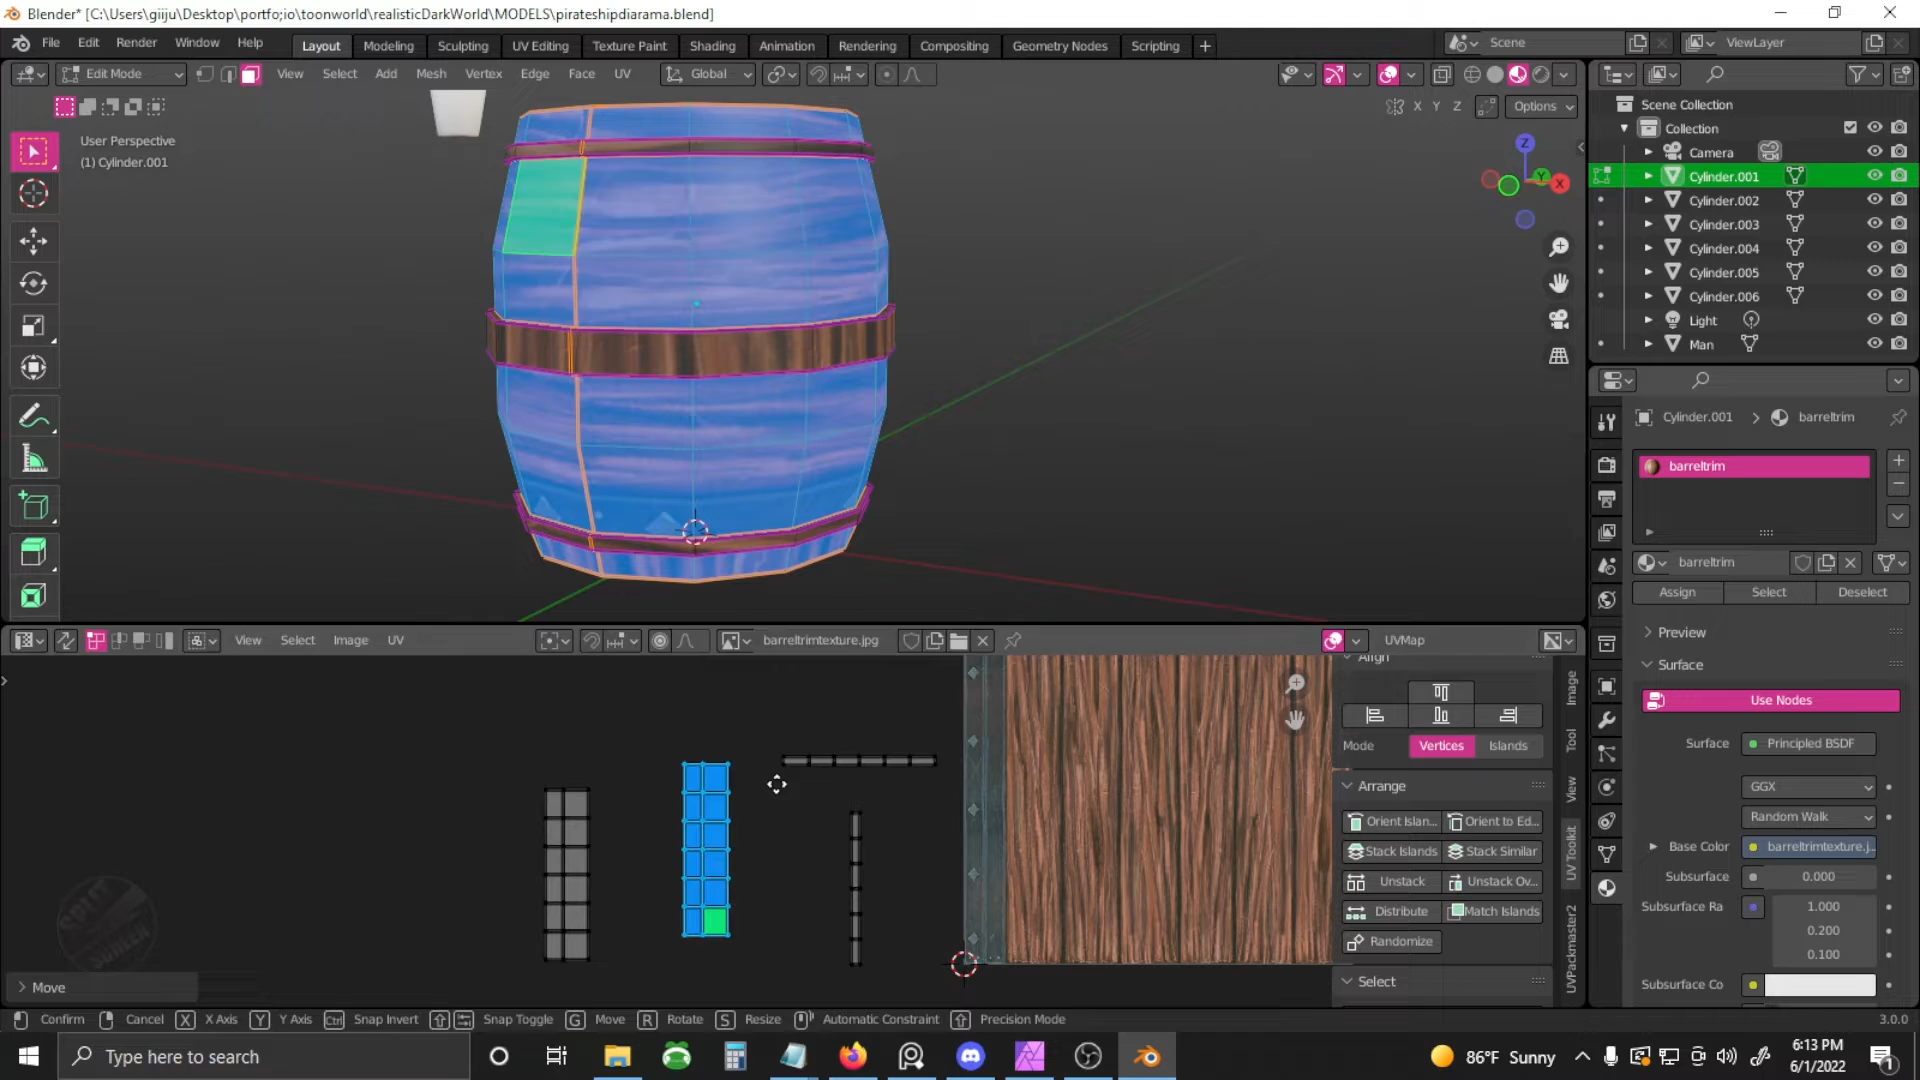 Blender* [C:\Users\giiju\Desktop\portfo;io\toonworld\realisticDarkWorld\MODELS\pirateshipdiarama.blend]
File Edit Render Window Help Layout Modeling Sculpting UV Editing Texture Paint Shading Animation Rendering Compositing Geometry Nodes Scripting + Scene ViewLayer
Edit Mode View Select Add Mesh Vertex Edge Face UV Global
X Y Z Options
User Perspective
(1) Cylinder.001
Z
Y
X
Scene Collection
Collection
Camera
Cylinder.001
Cylinder.002
Cylinder.003
Cylinder.004
Cylinder.005
Cylinder.006
Light
Man
Cylinder.001 > barreltrim
barreltrim
barreltrim
Assign Select Deselect
Preview
Surface
Use Nodes
Surface Principled BSDF
GGX
Random Walk
Base Color barreltrimtexture.j...
Subsurface 0.000
Subsurface Ra 1.000
0.200
0.100
Subsurface Co
View Select Image UV barreltrimtexture.jpg UVMap
Align
Mode Vertices Islands
Arrange
Orient Islan... Orient to Ed...
Stack Islands Stack Similar
Unstack Unstack Ov...
Distribute Match Islands
Randomize
Select
Image
Tool
View
UV Toolkit
UVPackmaster2
Move
Confirm Cancel X X Axis Y Y Axis Ctrl Snap Invert Snap Toggle G Move R Rotate S Resize Automatic Constraint Precision Mode 3.0.0
Type here to search
86°F Sunny
6:13 PM
6/1/2022
1